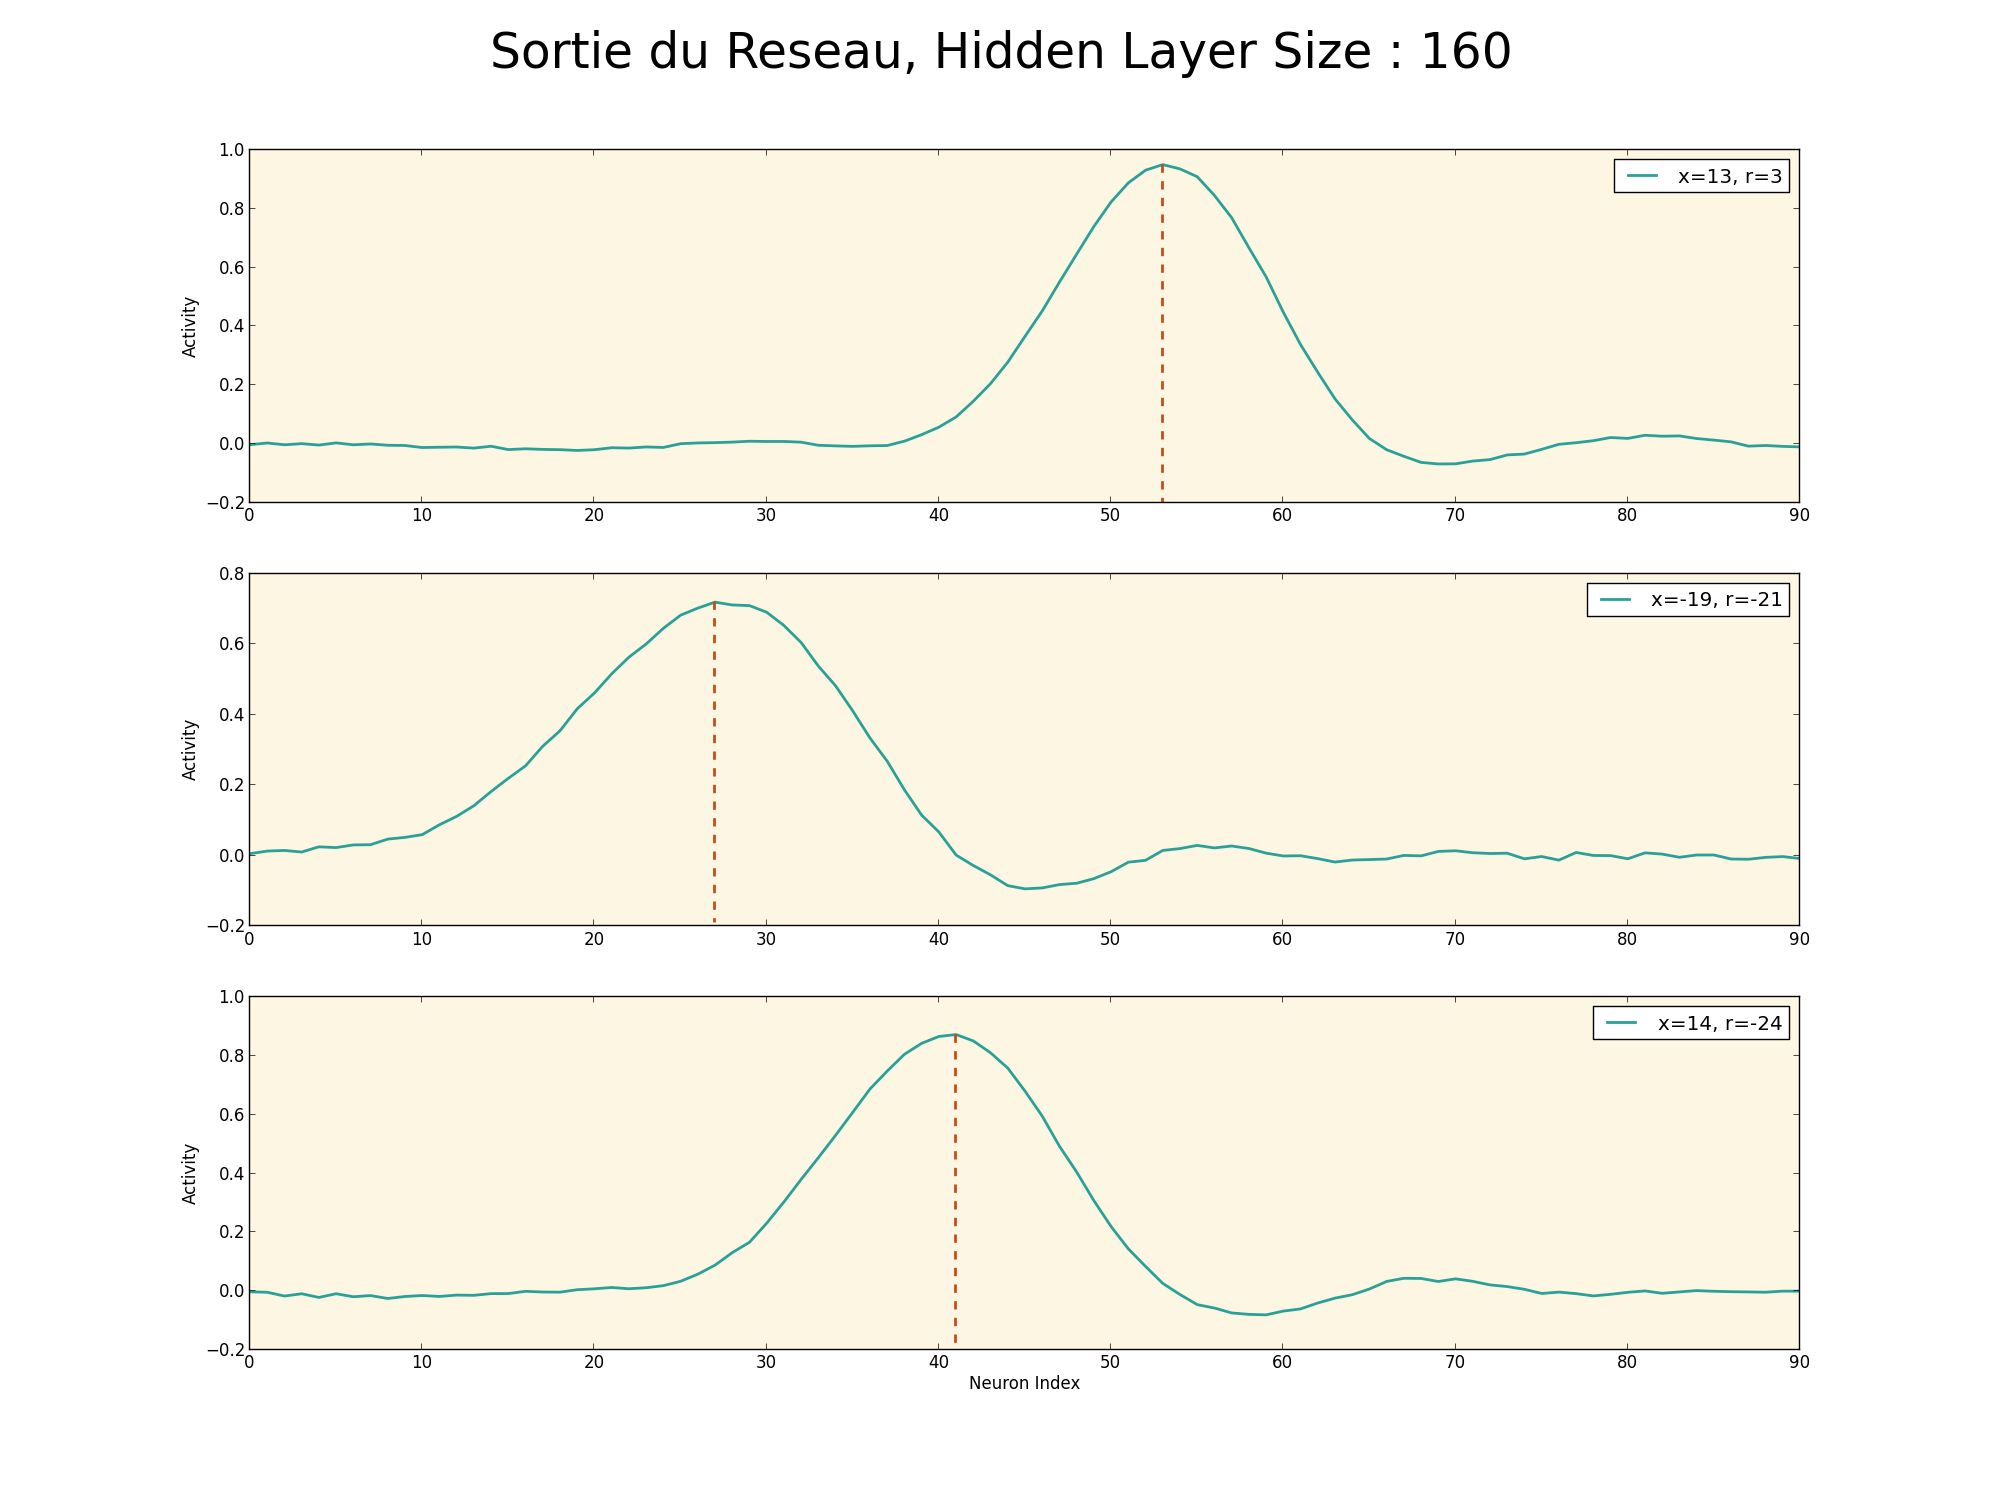 Sortie du Reseau, Hidden Layer Size : 160
1.0
0.8
0.6
0.4
0.2
0.0
−0.2
Activity
x=13, r=3
0 10 20 30 40 50 60 70 80 90
0.8
0.6
0.4
0.2
0.0
−0.2
Activity
x=-19, r=-21
0 10 20 30 40 50 60 70 80 90
1.0
0.8
0.6
0.4
0.2
0.0
−0.2
Activity
x=14, r=-24
0 10 20 30 40 50 60 70 80 90
Neuron Index